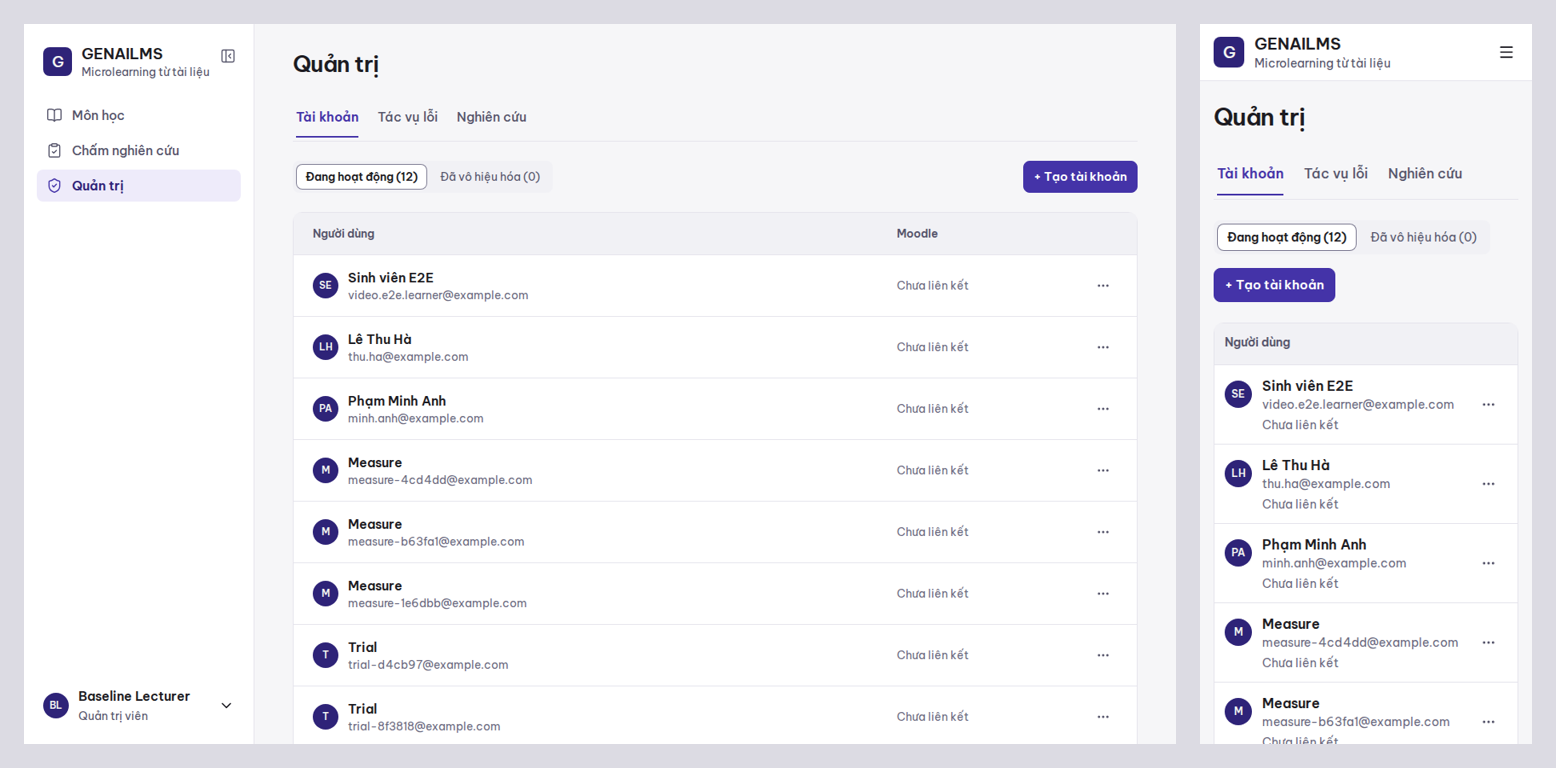 G
GENAILMS
Microlearning từ tài liệu
Môn học
Chấm nghiên cứu
Quản trị
BL
Baseline Lecturer
Quản trị viên
Quản trị
Tài khoản Tác vụ lỗi Nghiên cứu
Đang hoạt động (12) Đã vô hiệu hóa (0)
+ Tạo tài khoản
Người dùng Moodle
SE
Sinh viên E2E
video.e2e.learner@example.com
Chưa liên kết
LH
Lê Thu Hà
thu.ha@example.com
Chưa liên kết
PA
Phạm Minh Anh
minh.anh@example.com
Chưa liên kết
M
Measure
measure-4cd4dd@example.com
Chưa liên kết
M
Measure
measure-b63fa1@example.com
Chưa liên kết
M
Measure
measure-1e6dbb@example.com
Chưa liên kết
T
Trial
trial-d4cb97@example.com
Chưa liên kết
T
Trial
trial-8f3818@example.com
Chưa liên kết
G
GENAILMS
Microlearning từ tài liệu
Quản trị
Tài khoản Tác vụ lỗi Nghiên cứu
Đang hoạt động (12) Đã vô hiệu hóa (0)
+ Tạo tài khoản
Người dùng
SE
Sinh viên E2E
video.e2e.learner@example.com
Chưa liên kết
LH
Lê Thu Hà
thu.ha@example.com
Chưa liên kết
PA
Phạm Minh Anh
minh.anh@example.com
Chưa liên kết
M
Measure
measure-4cd4dd@example.com
Chưa liên kết
M
Measure
measure-b63fa1@example.com
Chưa liên kết